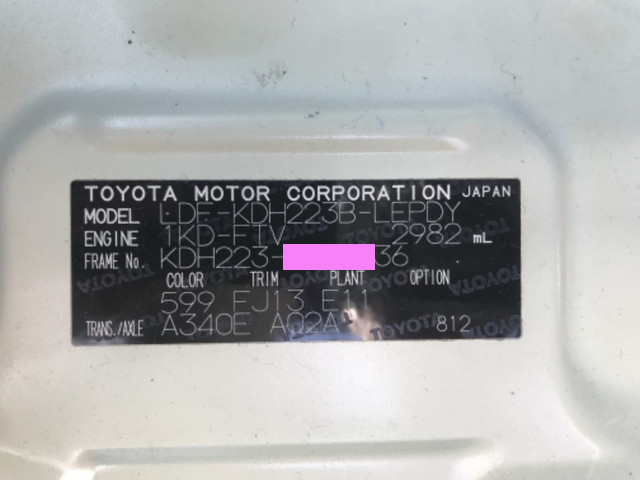 TOYOTA MOTOR CORPORATION JAPAN
MODEL LDF-KDH223B-LEPDY
ENGINE 1KD-FTV 2982 mL
FRAME No. KDH223- 36
COLOR TRIM PLANT OPTION
599 EJ13 E11
TRANS./AXLE A340E A02A 812